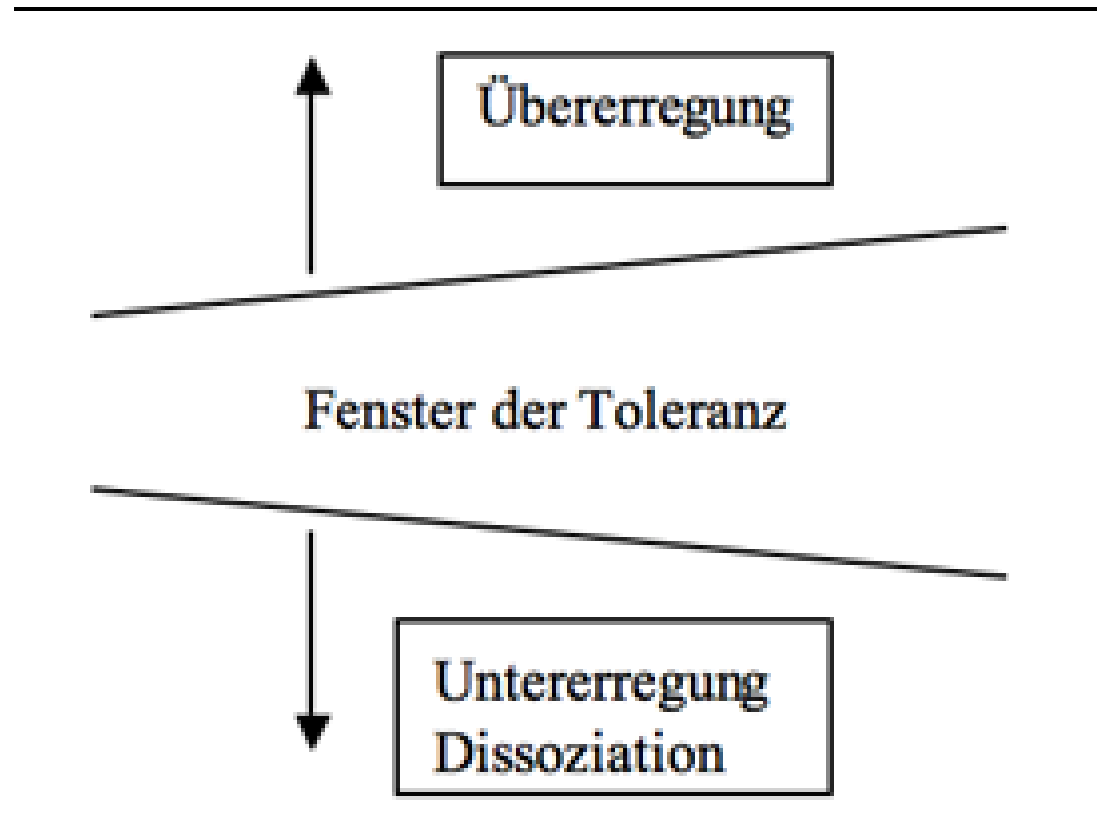 Übererregung
Fenster der Toleranz
Untererregung
Dissoziation